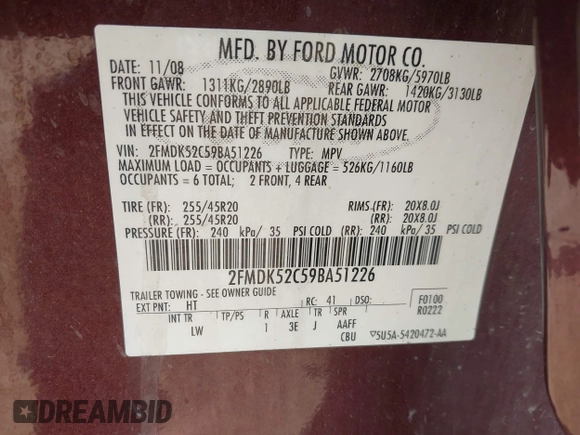 MFD. BY FORD MOTOR CO.
DATE: 11/08
GVWR: 2708KG/5970LB
FRONT GAWR: 1311KG/2890LB
REAR GAWR: 1420KG/3130LB
THIS VEHICLE CONFORMS TO ALL APPLICABLE FEDERAL MOTOR
VEHICLE SAFETY AND THEFT PREVENTION STANDARDS
IN EFFECT ON THE DATE OF MANUFACTURE SHOWN ABOVE.
VIN: 2FMDK52C59BA51226 TYPE: MPV
MAXIMUM LOAD = OCCUPANTS + LUGGAGE = 526KG/1160LB
OCCUPANTS = 6 TOTAL; 2 FRONT, 4 REAR
TIRE (FR): 255/45R20 RIMS(FR): 20X8.0J
(RR): 255/45R20 (RR): 20X8.0J
PRESSURE (FR): 240 kPa/ 35 PSI COLD (RR): 240 kPa/ 35 PSI COLD
2FMDK52C59BA51226
TRAILER TOWING - SEE OWNER GUIDE
EXT PNT: HT RC: 41 DSO: F0100
R0222
INT TR TP/PS R AXLE TR SPR
LW 1 3E J AAFF
CBU 5U5A-5420472-AA
DREAMBID